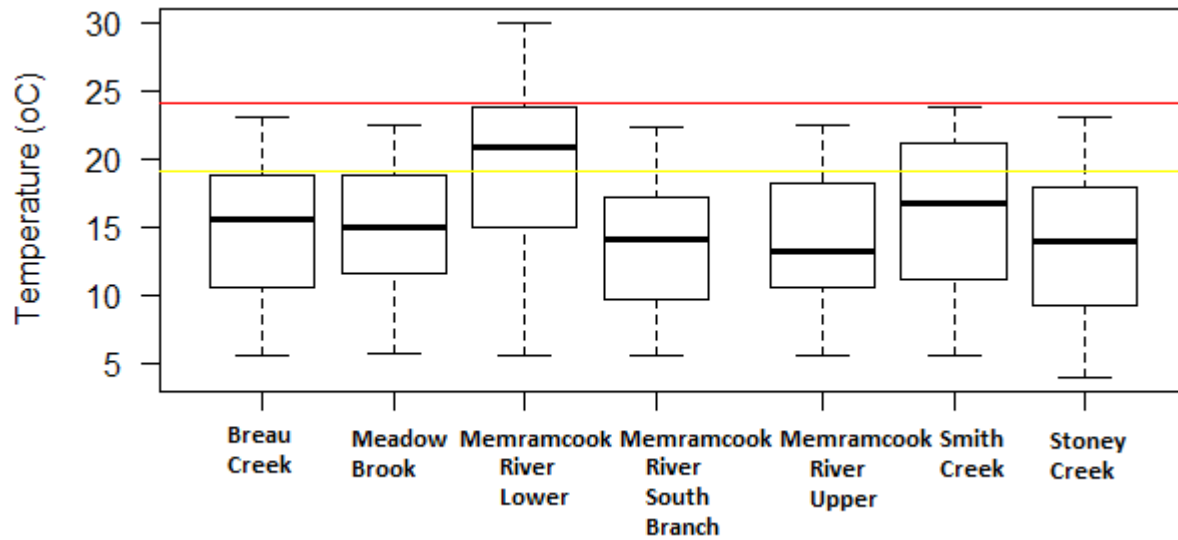 Temperature (oC)
30
25
20
15
10
5
Breau
Creek
Meadow
Brook
Memramcook
River
Lower
Memramcook
River
South
Branch
Memramcook
River
Upper
Smith
Creek
Stoney
Creek